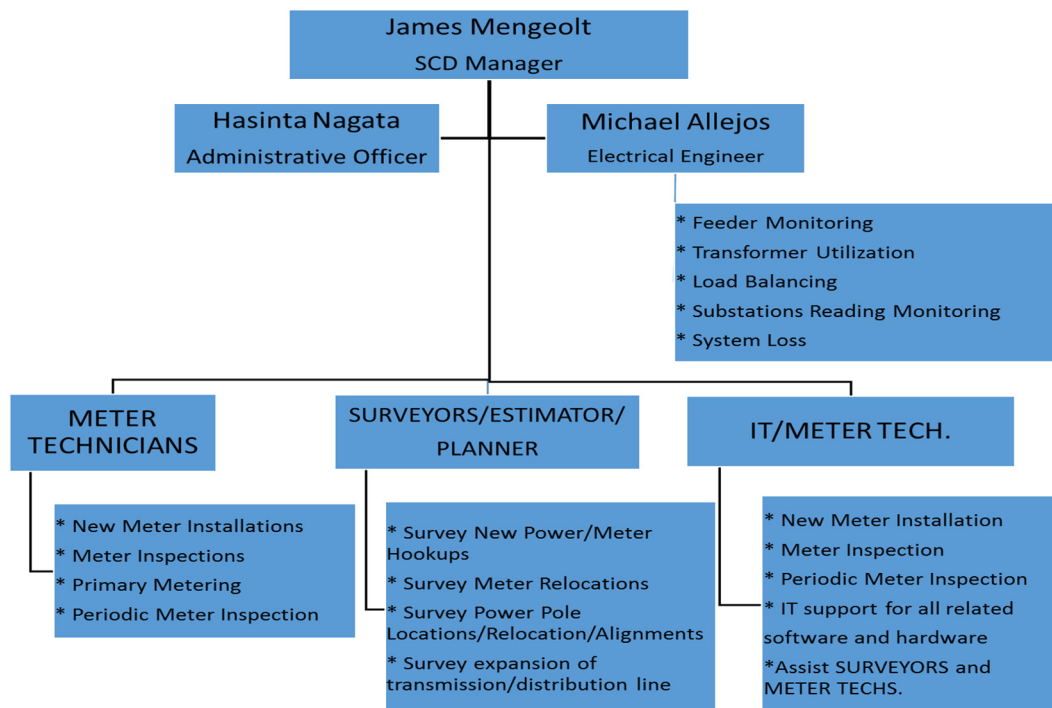 James Mengeolt
SCD Manager
Hasinta Nagata
Administrative Officer
Michael Allejos
Electrical Engineer
* Feeder Monitoring
* Transformer Utilization
* Load Balancing
* Substations Reading Monitoring
* System Loss
METER
TECHNICIANS
* New Meter Installations
* Meter Inspections
* Primary Metering
* Periodic Meter Inspection
SURVEYORS/ESTIMATOR/
PLANNER
* Survey New Power/Meter
Hookups
* Survey Meter Relocations
* Survey Power Pole
Locations/Relocation/Alignments
* Survey expansion of
transmission/distribution line
IT/METER TECH.
* New Meter Installation
* Meter Inspection
* Periodic Meter Inspection
* IT support for all related
software and hardware
*Assist SURVEYORS and
METER TECHS.